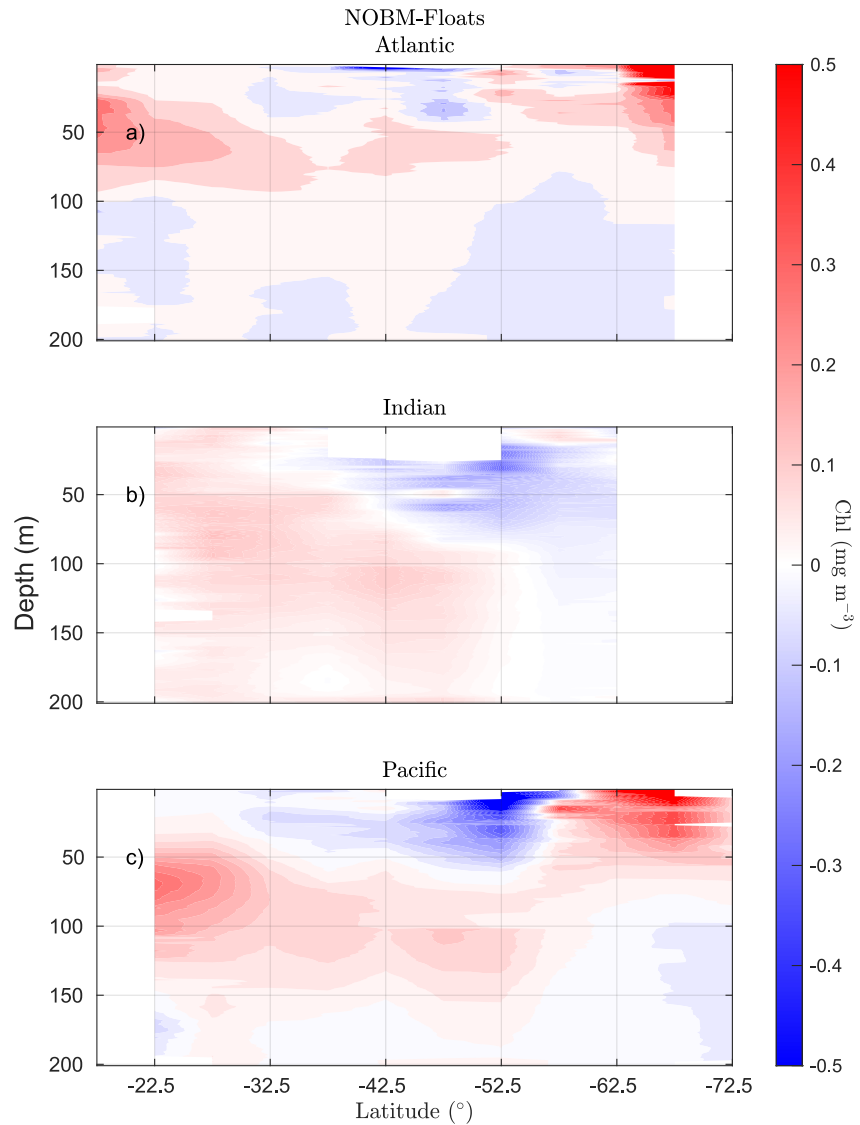 NOBM-Floats
Atlantic
a)
50
100
150
200
Indian
b)
50
100
150
200
Depth (m)
Pacific
c)
50
100
150
200
-22.5 -32.5 -42.5 -52.5 -62.5 -72.5
Latitude (°)
0.5
0.4
0.3
0.2
0.1
0
-0.1
-0.2
-0.3
-0.4
-0.5
Chl (mg m⁻³)